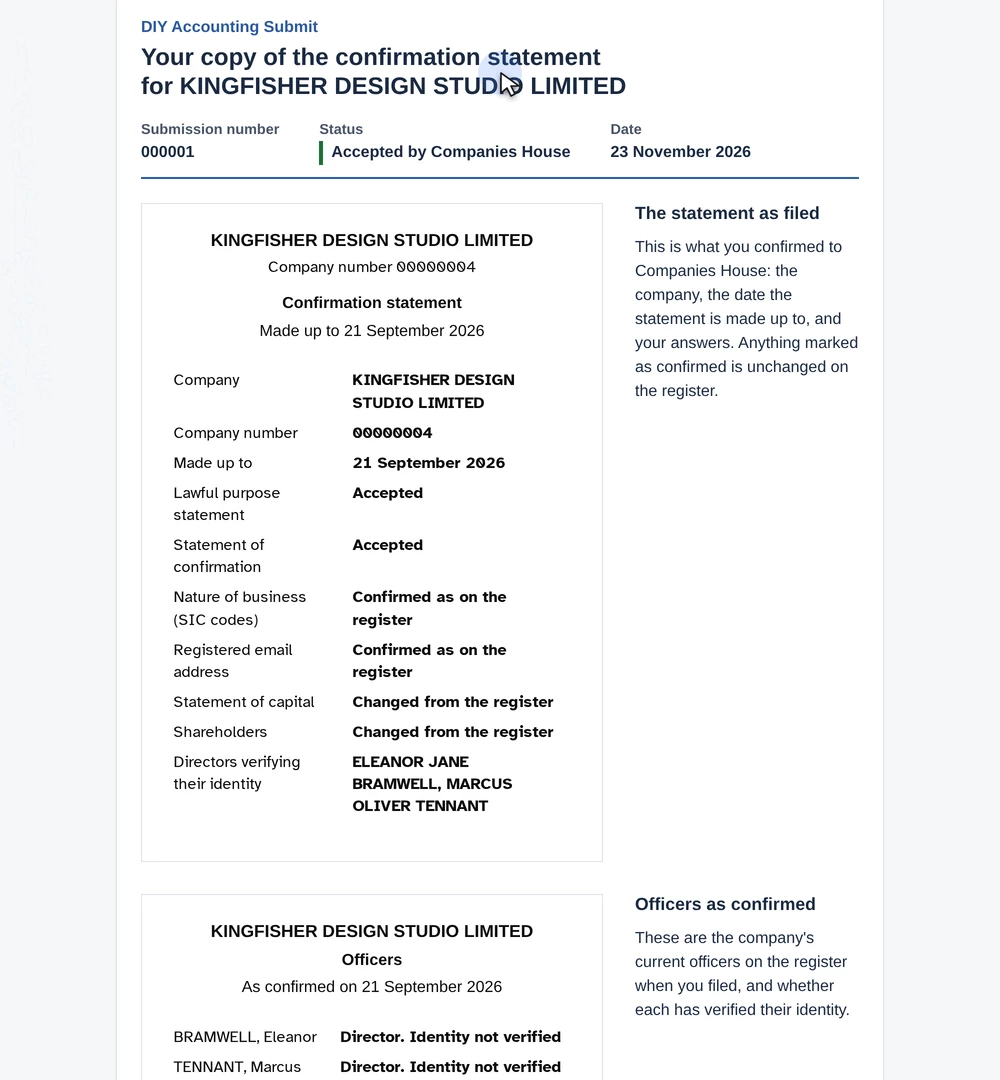 DIY Accounting Submit
Your copy of the confirmation statement
for KINGFISHER DESIGN STUDIO LIMITED
Submission number
000001
Status
Accepted by Companies House
Date
23 November 2026
KINGFISHER DESIGN STUDIO LIMITED
Company number 00000004
Confirmation statement
Made up to 21 September 2026
Company
KINGFISHER DESIGN
STUDIO LIMITED
Company number
00000004
Made up to
21 September 2026
Lawful purpose
statement
Accepted
Statement of
confirmation
Accepted
Nature of business
(SIC codes)
Confirmed as on the
register
Registered email
address
Confirmed as on the
register
Statement of capital
Changed from the register
Shareholders
Changed from the register
Directors verifying
their identity
ELEANOR JANE
BRAMWELL, MARCUS
OLIVER TENNANT
The statement as filed
This is what you confirmed to
Companies House: the
company, the date the
statement is made up to, and
your answers. Anything marked
as confirmed is unchanged on
the register.
KINGFISHER DESIGN STUDIO LIMITED
Officers
As confirmed on 21 September 2026
BRAMWELL, Eleanor
Director. Identity not verified
TENNANT, Marcus
Director. Identity not verified
Officers as confirmed
These are the company's
current officers on the register
when you filed, and whether
each has verified their identity.